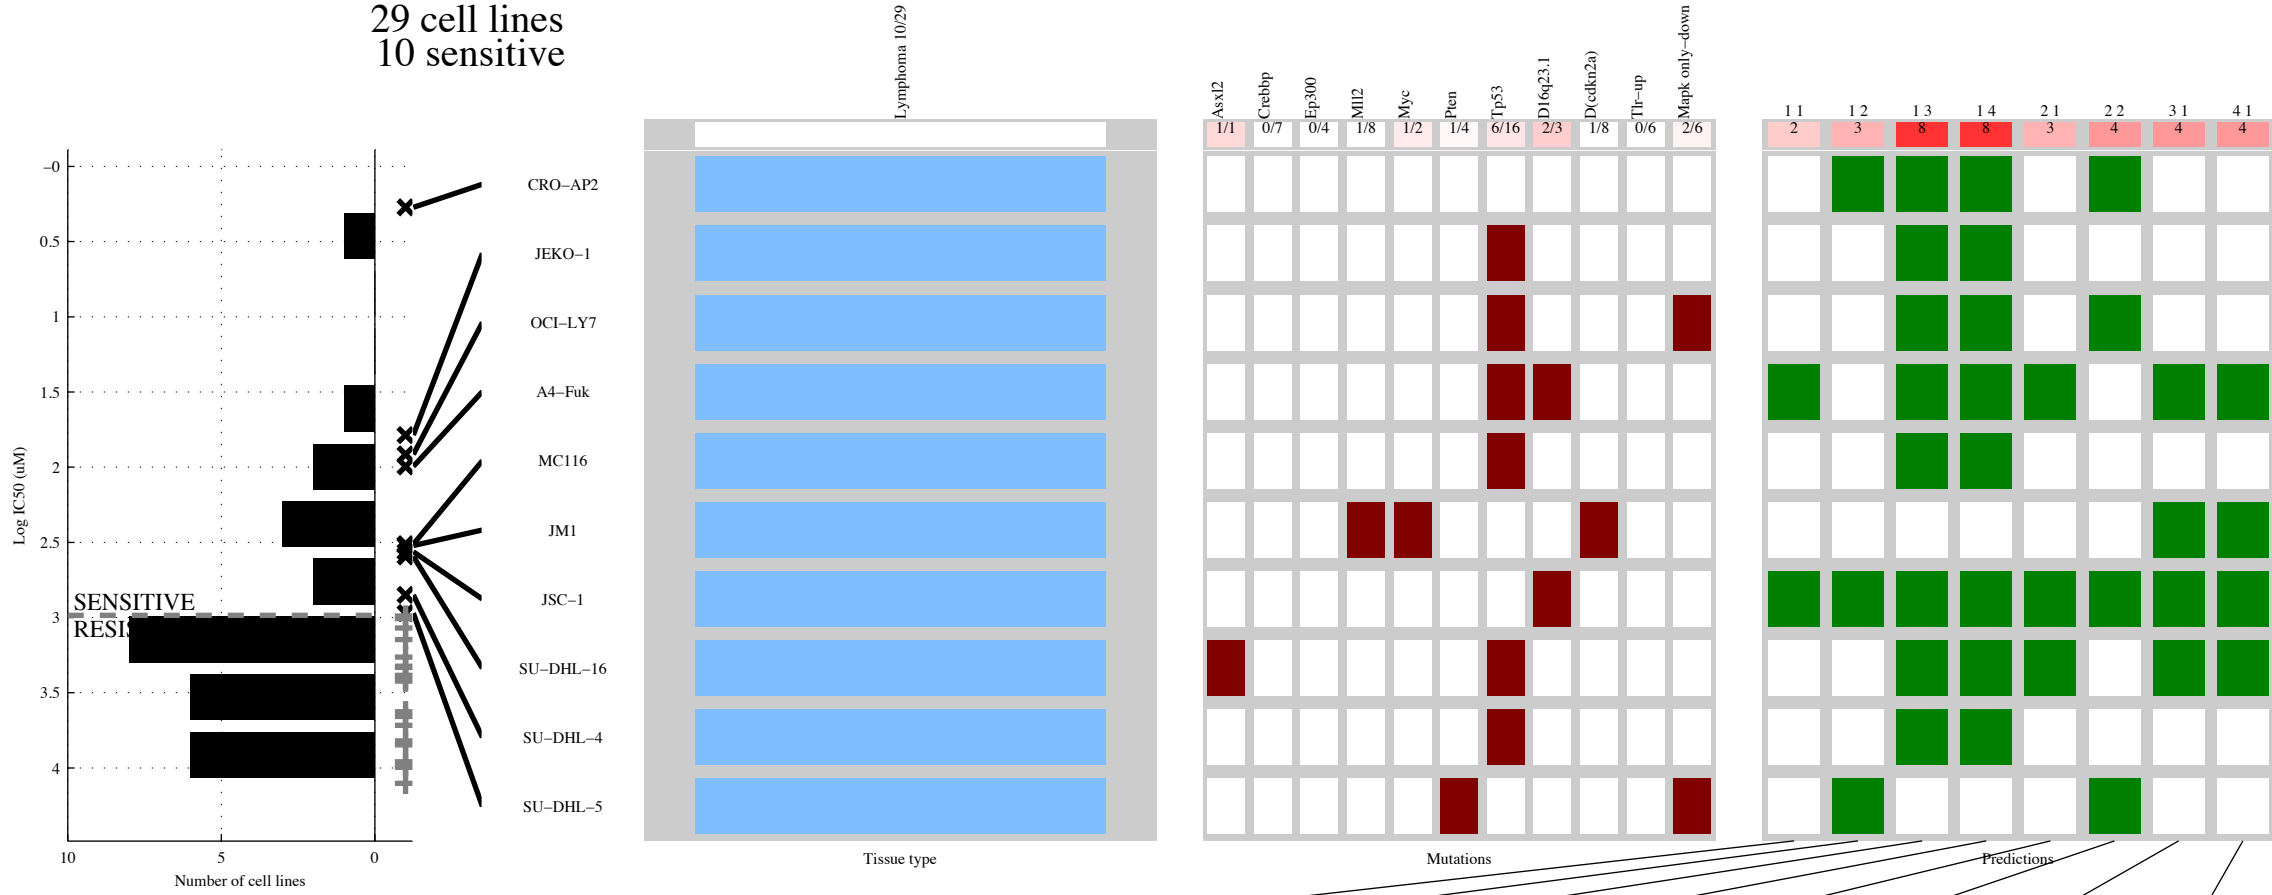 29 cell lines
10 sensitive
Lymphoma 10/29
Asxl2
Crebbp
Ep300
Mll2
Myc
Pten
Tp53
D16q23.1
D(cdkn2a)
Tlr−up
Mapk only−down
1/1 0/7 0/4 1/8 1/2 1/4 6/16 2/3 1/8 0/6 2/6
1 1 1 2 1 3 1 4 2 1 2 2 3 1 4 1
2 3 8 8 3 4 4 4
−0
0.5
1
1.5
2
2.5
3
3.5
4
Log IC50 (uM)
SENSITIVE
10 5 0
Number of cell lines
CRO−AP2
JEKO−1
OCI−LY7
A4−Fuk
MC116
JM1
JSC−1
SU−DHL−16
SU−DHL−4
SU−DHL−5
Tissue type
Mutations
Predictions